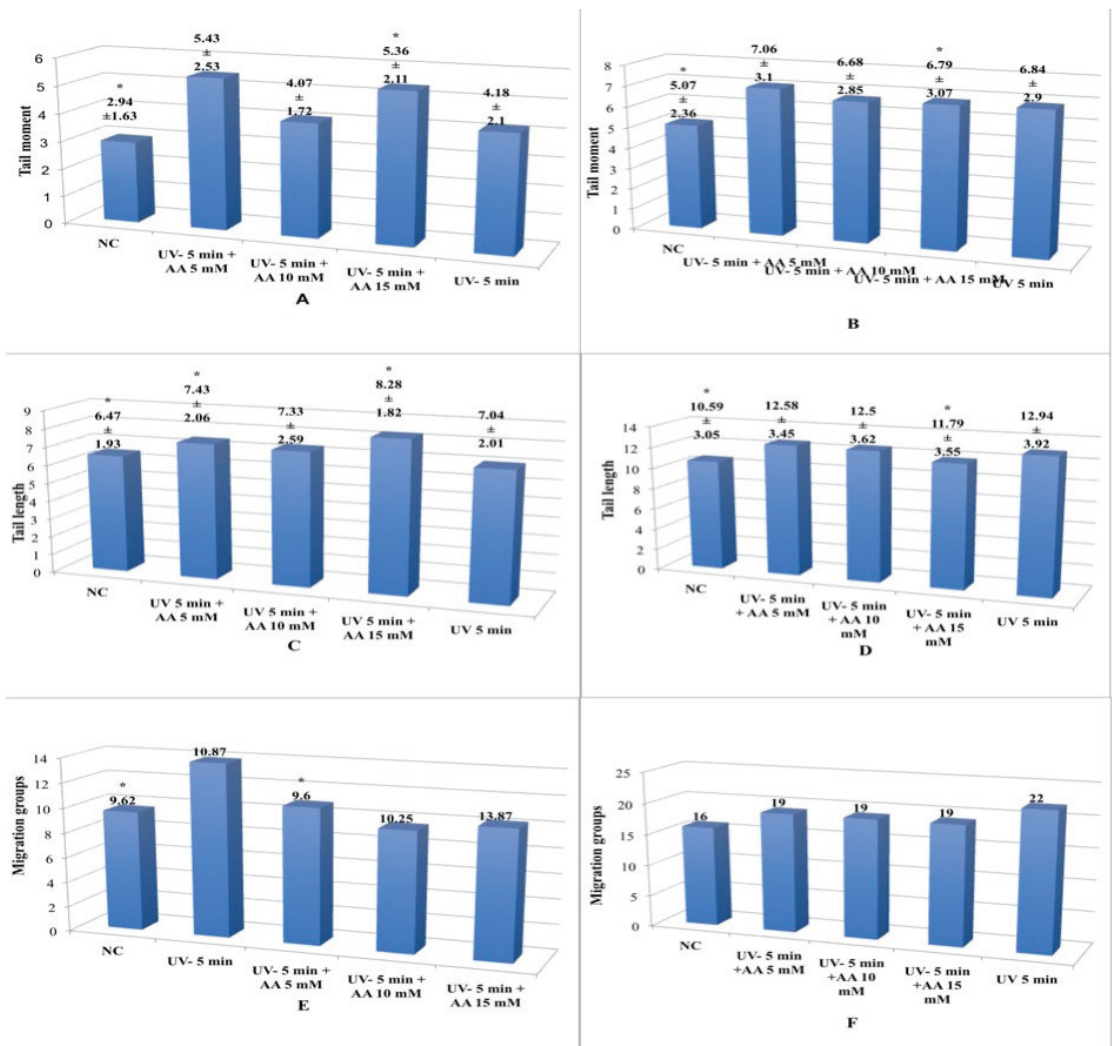 Tail moment
6
5
4
3
2
1
0
*
2.94
±1.63
5.43
±
2.53
4.07
±
1.72
*
5.36
±
2.11
4.18
±
2.1
NC
UV- 5 min +
AA 5 mM
UV- 5 min +
AA 10 mM
UV- 5 min +
AA 15 mM
UV- 5 min
A
Tail moment
8
7
6
5
4
3
2
1
0
*
5.07
±
2.36
7.06
±
3.1
6.68
±
2.85
*
6.79
±
3.07
6.84
±
2.9
NC
UV- 5 min + AA 5 mM
UV- 5 min + AA 10 mM
UV- 5 min + AA 15 mM
UV 5 min
B
Tail length
9
8
7
6
5
4
3
2
1
0
*
6.47
±
1.93
*
7.43
±
2.06
7.33
±
2.59
*
8.28
±
1.82
7.04
±
2.01
NC
UV 5 min +
AA 5 mM
UV 5 min +
AA 10 mM
UV 5 min +
AA 15 mM
UV 5 min
C
Tail length
14
12
10
8
6
4
2
0
*
10.59
±
3.05
12.58
±
3.45
12.5
±
3.62
*
11.79
±
3.55
12.94
±
3.92
NC
UV- 5 min
+ AA 5 mM
UV- 5 min
+ AA 10
mM
UV- 5 min
+ AA 15
mM
UV 5 min
D
Migration groups
14
12
10
8
6
4
2
0
*
9.62
10.87
*
9.6
10.25
13.87
NC
UV- 5 min
UV- 5 min +
AA 5 mM
UV- 5 min +
AA 10 mM
UV- 5 min +
AA 15 mM
E
Migration groups
25
20
15
10
5
0
16
19
19
19
22
NC
UV- 5 min
+AA 5 mM
UV- 5 min
+AA 10
mM
UV- 5 min
+AA 15
mM
UV 5 min
F